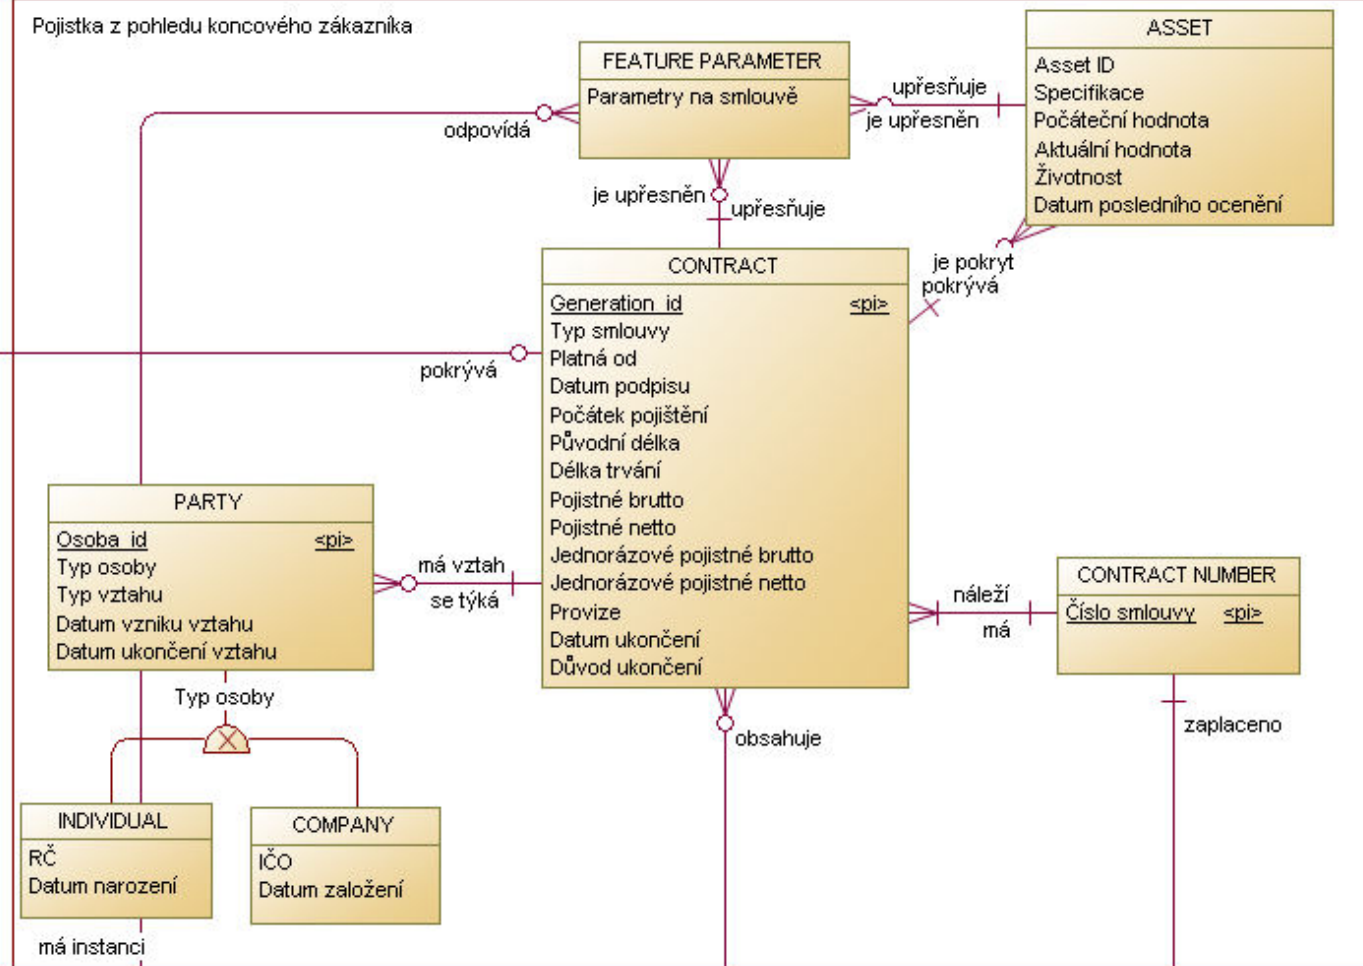 Pojistka z pohledu koncového zákazníka
FEATURE PARAMETER
Parametry na smlouvě
ASSET
Asset ID
Specifikace
Počáteční hodnota
Aktuální hodnota
Životnost
Datum posledního ocenění
upřesňuje
je upřesněn
odpovídá
je upřesněn
upřesňuje
je pokryt
pokrývá
CONTRACT
Generation_id <pi>
Typ smlouvy
Platná od
Datum podpisu
Počátek pojištění
Původní délka
Délka trvání
Pojistné brutto
Pojistné netto
Jednorázové pojistné brutto
Jednorázové pojistné netto
Provize
Datum ukončení
Důvod ukončení
pokrývá
PARTY
Osoba_id <pi>
Typ osoby
Typ vztahu
Datum vzniku vztahu
Datum ukončení vztahu
má vztah
se týká
náleží
má
CONTRACT NUMBER
Číslo smlouvy <pi>
Typ osoby
obsahuje
zaplaceno
INDIVIDUAL
RČ
Datum narození
COMPANY
IČO
Datum založení
má instanci